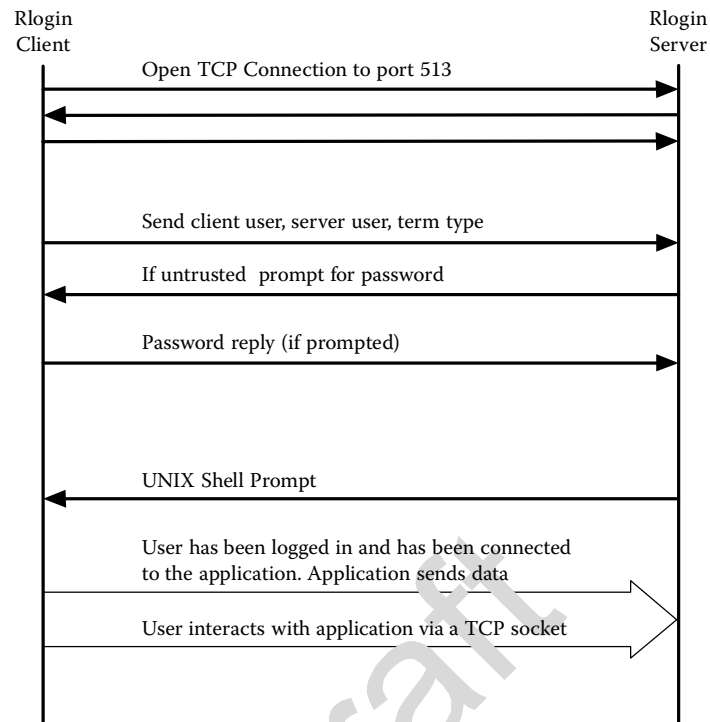 Rlogin
Client
Rlogin
Server
Open TCP Connection to port 513
Send client user, server user, term type
If untrusted prompt for password
Password reply (if prompted)
UNIX Shell Prompt
User has been logged in and has been connected
to the application. Application sends data
User interacts with application via a TCP socket